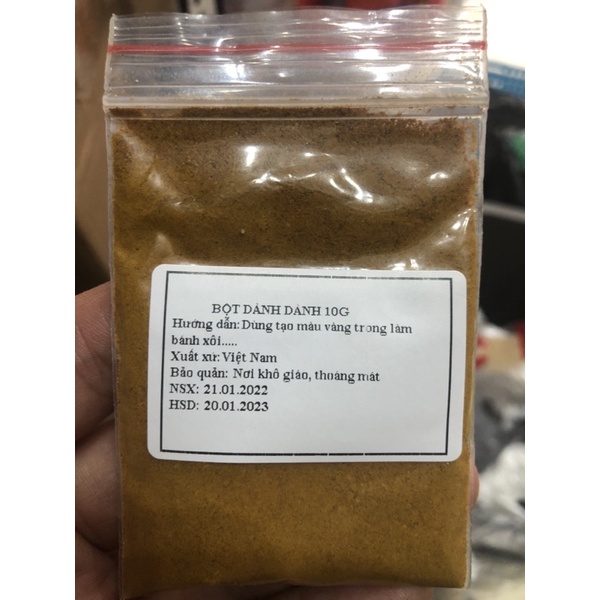 BỘT DÀNH DÀNH 10G
Hướng dẫn: Dùng tạo màu vàng trong làm
bánh xôi.....
Xuất xứ: Việt Nam
Bảo quản: Nơi khô giáo, thoáng mát
NSX: 21.01.2022
HSD: 20.01.2023